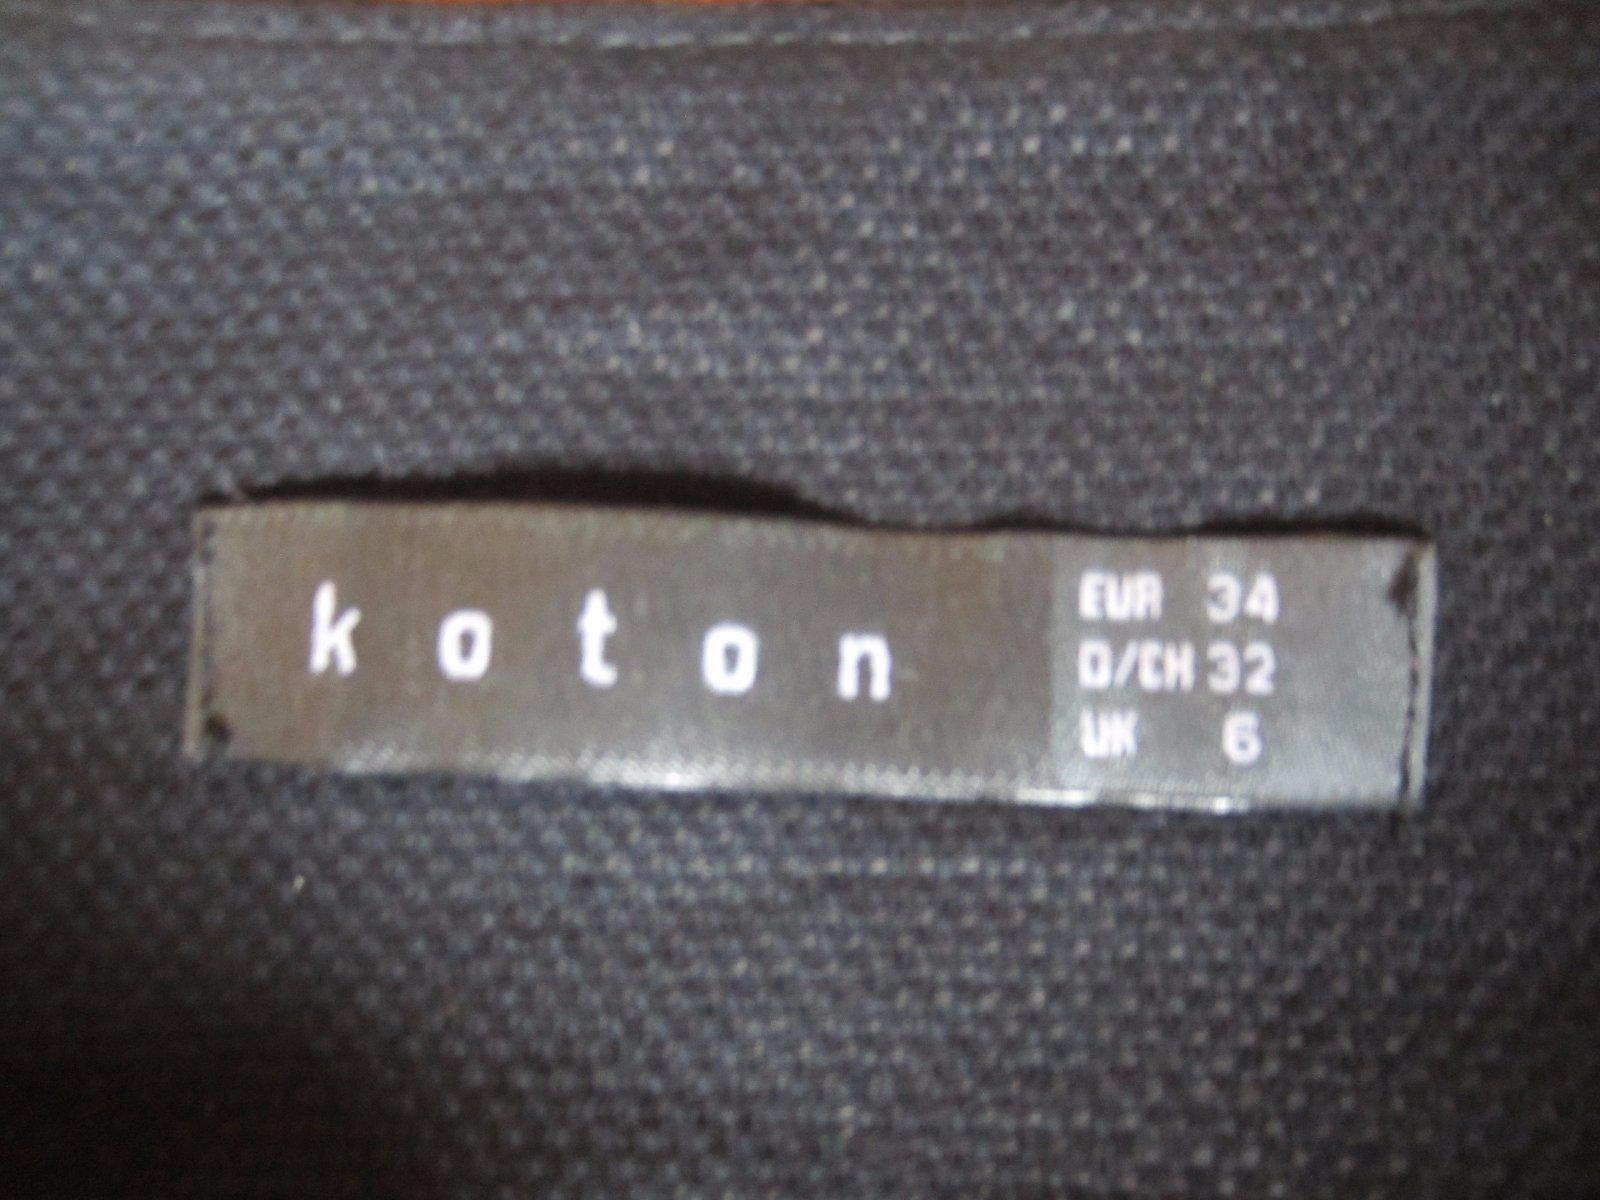 koton
EUR 34
D/CH 32
UK 6